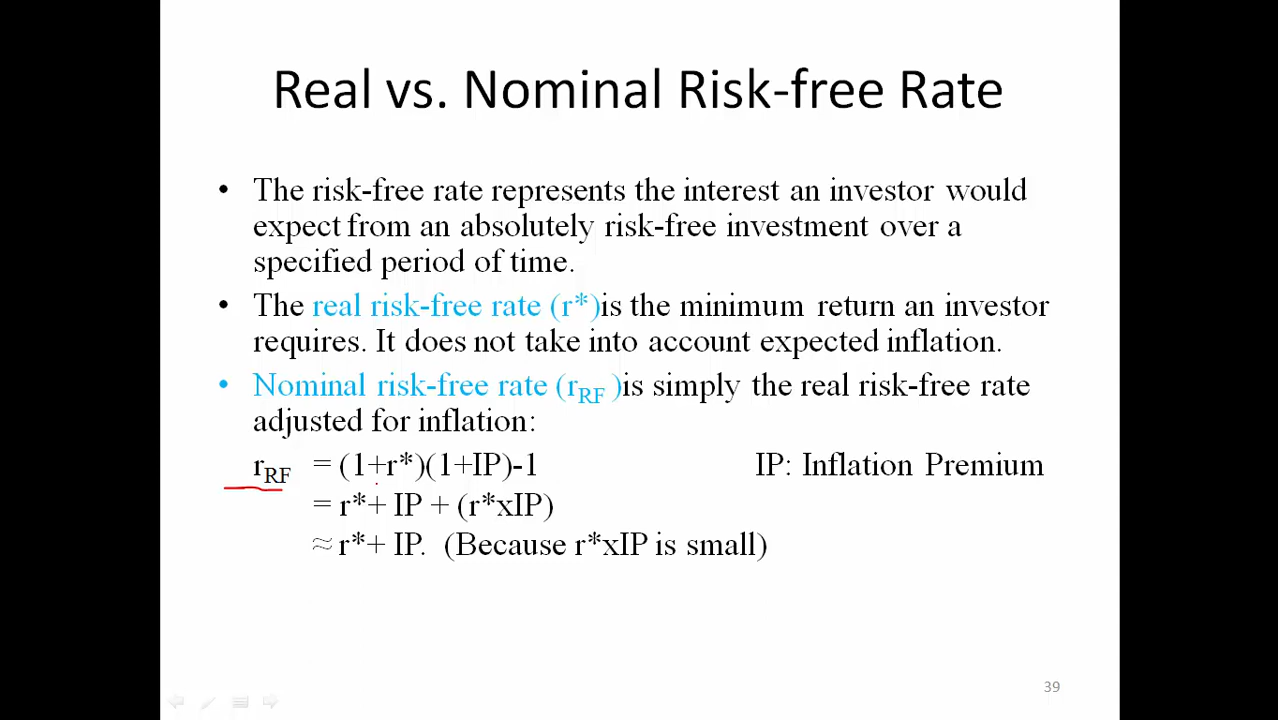 Real vs. Nominal Risk-free Rate
• The risk-free rate represents the interest an investor would
expect from an absolutely risk-free investment over a
specified period of time.
• The real risk-free rate (r*)is the minimum return an investor
requires. It does not take into account expected inflation.
• Nominal risk-free rate (rRF )is simply the real risk-free rate
adjusted for inflation:
rRF = (1+r*)(1+IP)-1 IP: Inflation Premium
= r*+ IP + (r*xIP)
≈ r*+ IP. (Because r*xIP is small)
39